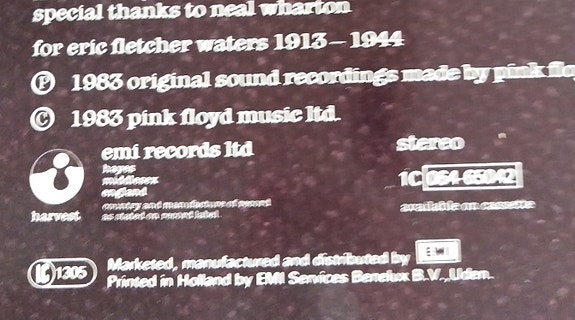 special thanks to neal wharton
for eric fletcher waters 1913 – 1944
Ⓟ 1983 original sound recordings made by pink flo
Ⓒ 1983 pink floyd music ltd.
emi records ltd
hayes
middlesex
england
country and manufacture of record
as stated on record label
harvest
stereo
1C 064-65042
available on cassette
1305
Marketed, manufactured and distributed by EMI
Printed in Holland by EMI Services Benelux B.V., Uden.